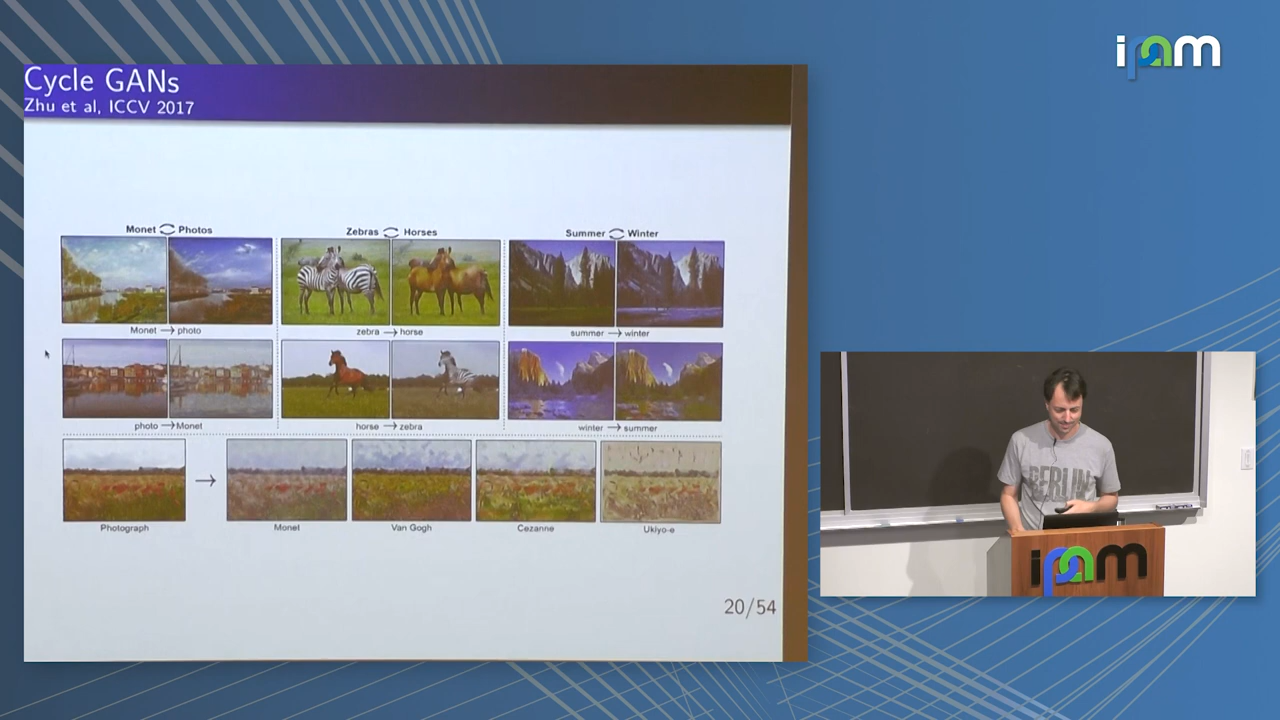 ipam
Cycle GANs
Zhu et al, ICCV 2017
Monet Photos
Zebras Horses
Summer Winter
Monet → photo
zebra → horse
summer → winter
photo → Monet
horse → zebra
winter → summer
→
Photograph
Monet
Van Gogh
Cezanne
Ukiyo-e
20/54
BERLIN
ipam